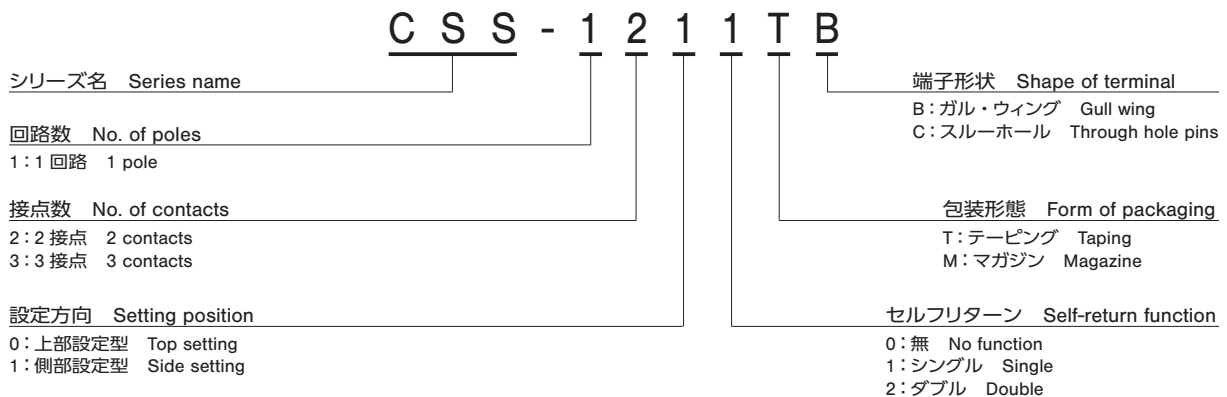 CSS-1211TB
シリーズ名 Series name
回路数 No. of poles
1：1 回路 1 pole
接点数 No. of contacts
2：2 接点 2 contacts
3：3 接点 3 contacts
設定方向 Setting position
0：上部設定型 Top setting
1：側部設定型 Side setting
端子形状 Shape of terminal
B：ガル・ウィング Gull wing
C：スルーホール Through hole pins
包装形態 Form of packaging
T：テーピング Taping
M：マガジン Magazine
セルフリターン Self-return function
0：無 No function
1：シングル Single
2：ダブル Double